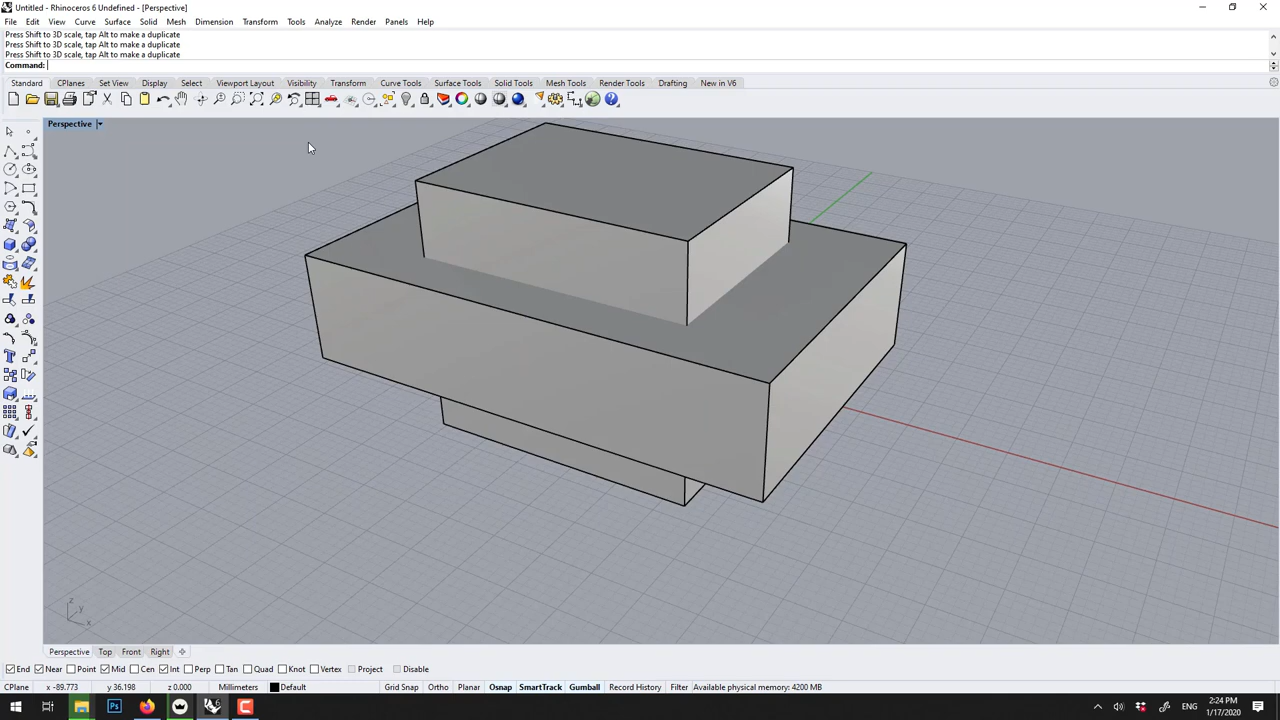 Untitled - Rhinoceros 6 Undefined - [Perspective]
File Edit View Curve Surface Solid Mesh Dimension Transform Tools Analyze Render Panels Help
Press Shift to 3D scale, tap Alt to make a duplicate
Press Shift to 3D scale, tap Alt to make a duplicate
Press Shift to 3D scale, tap Alt to make a duplicate
Command:
Standard CPlanes Set View Display Select Viewport Layout Visibility Transform Curve Tools Surface Tools Solid Tools Mesh Tools Render Tools Drafting New in V6
Perspective
z
y
x
Perspective Top Front Right
End Near Point Mid Cen Int Perp Tan Quad Knot Vertex Project Disable
CPlane x -89.773 y 36.198 z 0.000 Millimeters Default Grid Snap Ortho Planar Osnap SmartTrack Gumball Record History Filter Available physical memory: 4200 MB
Ps ENG 2:24 PM
1/17/2020